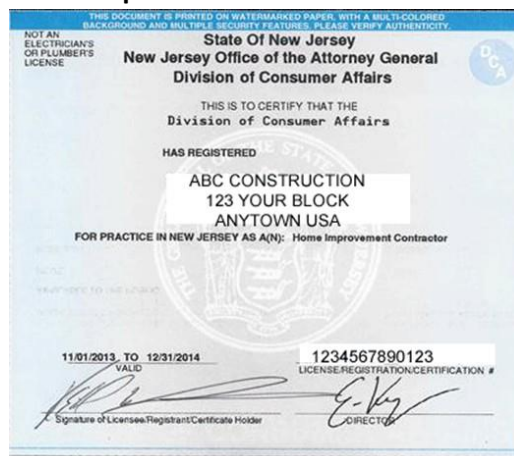 THIS DOCUMENT IS PRINTED ON WATERMARKED PAPER, WITH A MULTI-COLORED
BACKGROUND AND MULTIPLE SECURITY FEATURES. PLEASE VERIFY AUTHENTICITY.
NOT AN
ELECTRICIAN'S
OR PLUMBER'S
LICENSE
State Of New Jersey
New Jersey Office of the Attorney General
Division of Consumer Affairs
DCA
THIS IS TO CERTIFY THAT THE
Division of Consumer Affairs
HAS REGISTERED
ABC CONSTRUCTION
123 YOUR BLOCK
ANYTOWN USA
FOR PRACTICE IN NEW JERSEY AS A(N): Home Improvement Contractor
11/01/2013 TO 12/31/2014
VALID
1234567890123
LICENSE/REGISTRATION/CERTIFICATION #
Signature of Licensee/Registrant/Certificate Holder
DIRECTOR